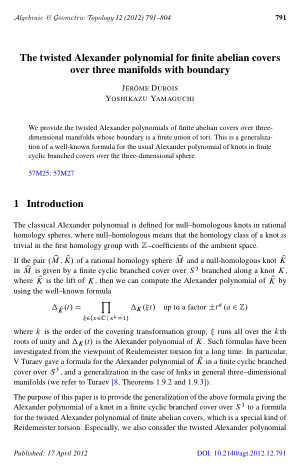 Algebraic & Geometric Topology 12 (2012) 791–804 791
The twisted Alexander polynomial for finite abelian covers
over three manifolds with boundary
JÉRÔME DUBOIS
YOSHIKAZU YAMAGUCHI
We provide the twisted Alexander polynomials of finite abelian covers over three-
dimensional manifolds whose boundary is a finite union of tori. This is a generaliza-
tion of a well-known formula for the usual Alexander polynomial of knots in finite
cyclic branched covers over the three-dimensional sphere.
57M25; 57M27
1 Introduction
The classical Alexander polynomial is defined for null–homologous knots in rational
homology spheres, where null–homologous means that the homology class of a knot is
trivial in the first homology group with ℤ–coefficients of the ambient space.
If the pair (M̂, K̂) of a rational homology M̂ and a null-homologous knot K̂
in M̂ is given by a finite cyclic branched cover over S³ branched along a knot K,
where K̂ is the lift of K, then we can compute the Alexander polynomial of K̂ by
using the well–known formula
Δ_K̂(t) = ∏_{ξ∈{x∈ℂ | x^k=1}} Δ_K(ξt) up to a factor ±t^a (a ∈ ℤ)
where k is the order of the covering transformation group, ξ runs all over the kth
roots of unity and Δ_K(t) is the Alexander polynomial of K. Such formulas have been
investigated from the viewpoint of Reidemeister torsion for a long time. In particular,
V Turaev gave a formula for the Alexander polynomial of K̂ in a finite cyclic branched
cover over S³, and a generalization in the case of links in general three–dimensional
manifolds (we refer to Turaev [8, Theorems 1.9.2 and 1.9.3]).
The purpose of this paper is to provide the generalization of the above formula giving the
Alexander polynomial of a knot in a finite cyclic branched cover over S³ to a formula
for the twisted Alexander polynomial of finite abelian covers, which is a special kind of
Reidemeister torsion. Especially, we also consider the twisted Alexander polynomial
Published: 17 April 2012 DOI: 10.2140/agt.2012.12.791